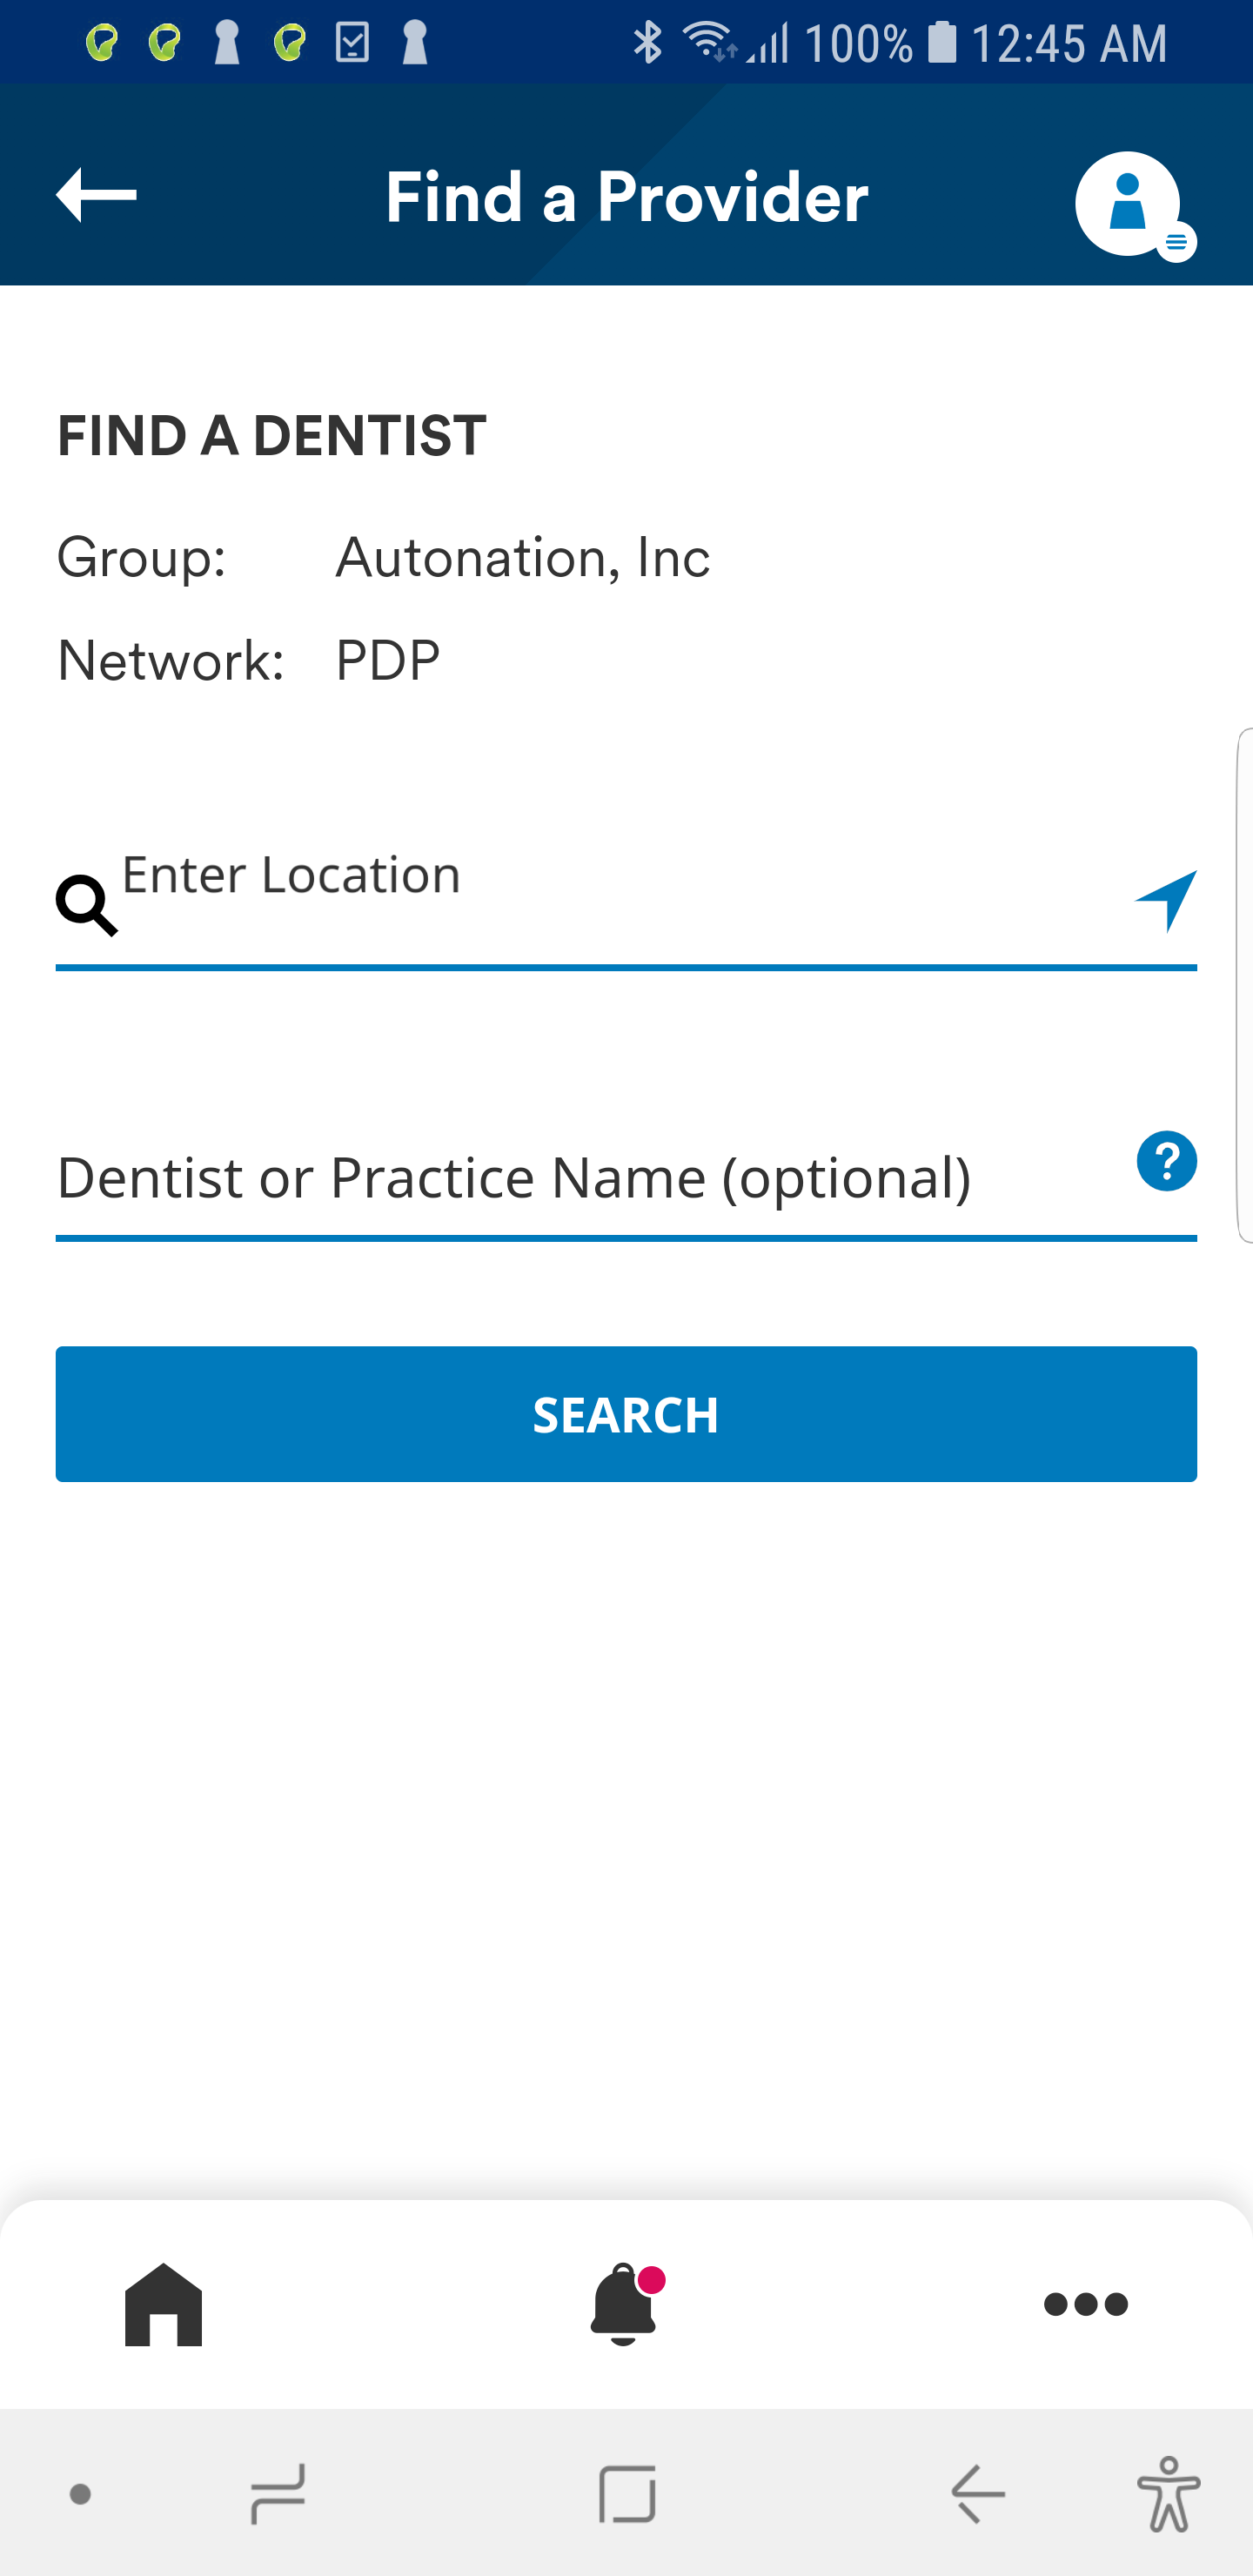 100% 12:45 AM
Find a Provider
FIND A DENTIST
Group: Autonation, Inc
Network: PDP
Enter Location
Dentist or Practice Name (optional)
?
SEARCH